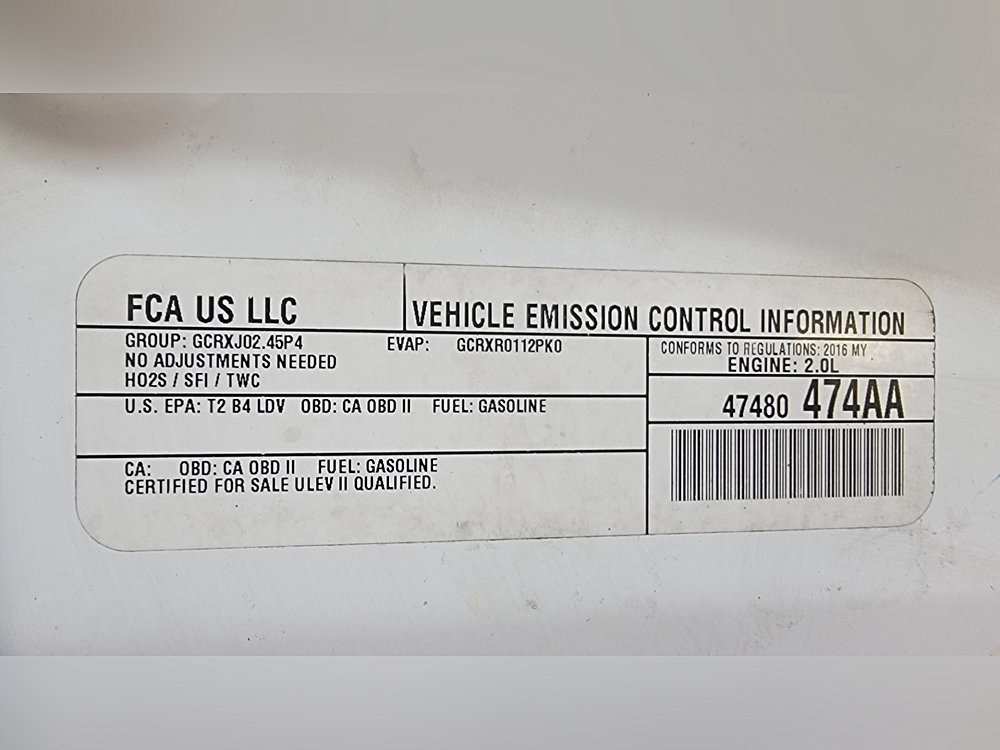 FCA US LLC
VEHICLE EMISSION CONTROL INFORMATION
GROUP: GCRXJ02.45P4 EVAP: GCRXR0112PK0
NO ADJUSTMENTS NEEDED
HO2S / SFI / TWC
CONFORMS TO REGULATIONS: 2016 MY
ENGINE: 2.0L
47480 474AA
U.S. EPA: T2 B4 LDV OBD: CA OBD II FUEL: GASOLINE
CA: OBD: CA OBD II FUEL: GASOLINE
CERTIFIED FOR SALE ULEV II QUALIFIED.